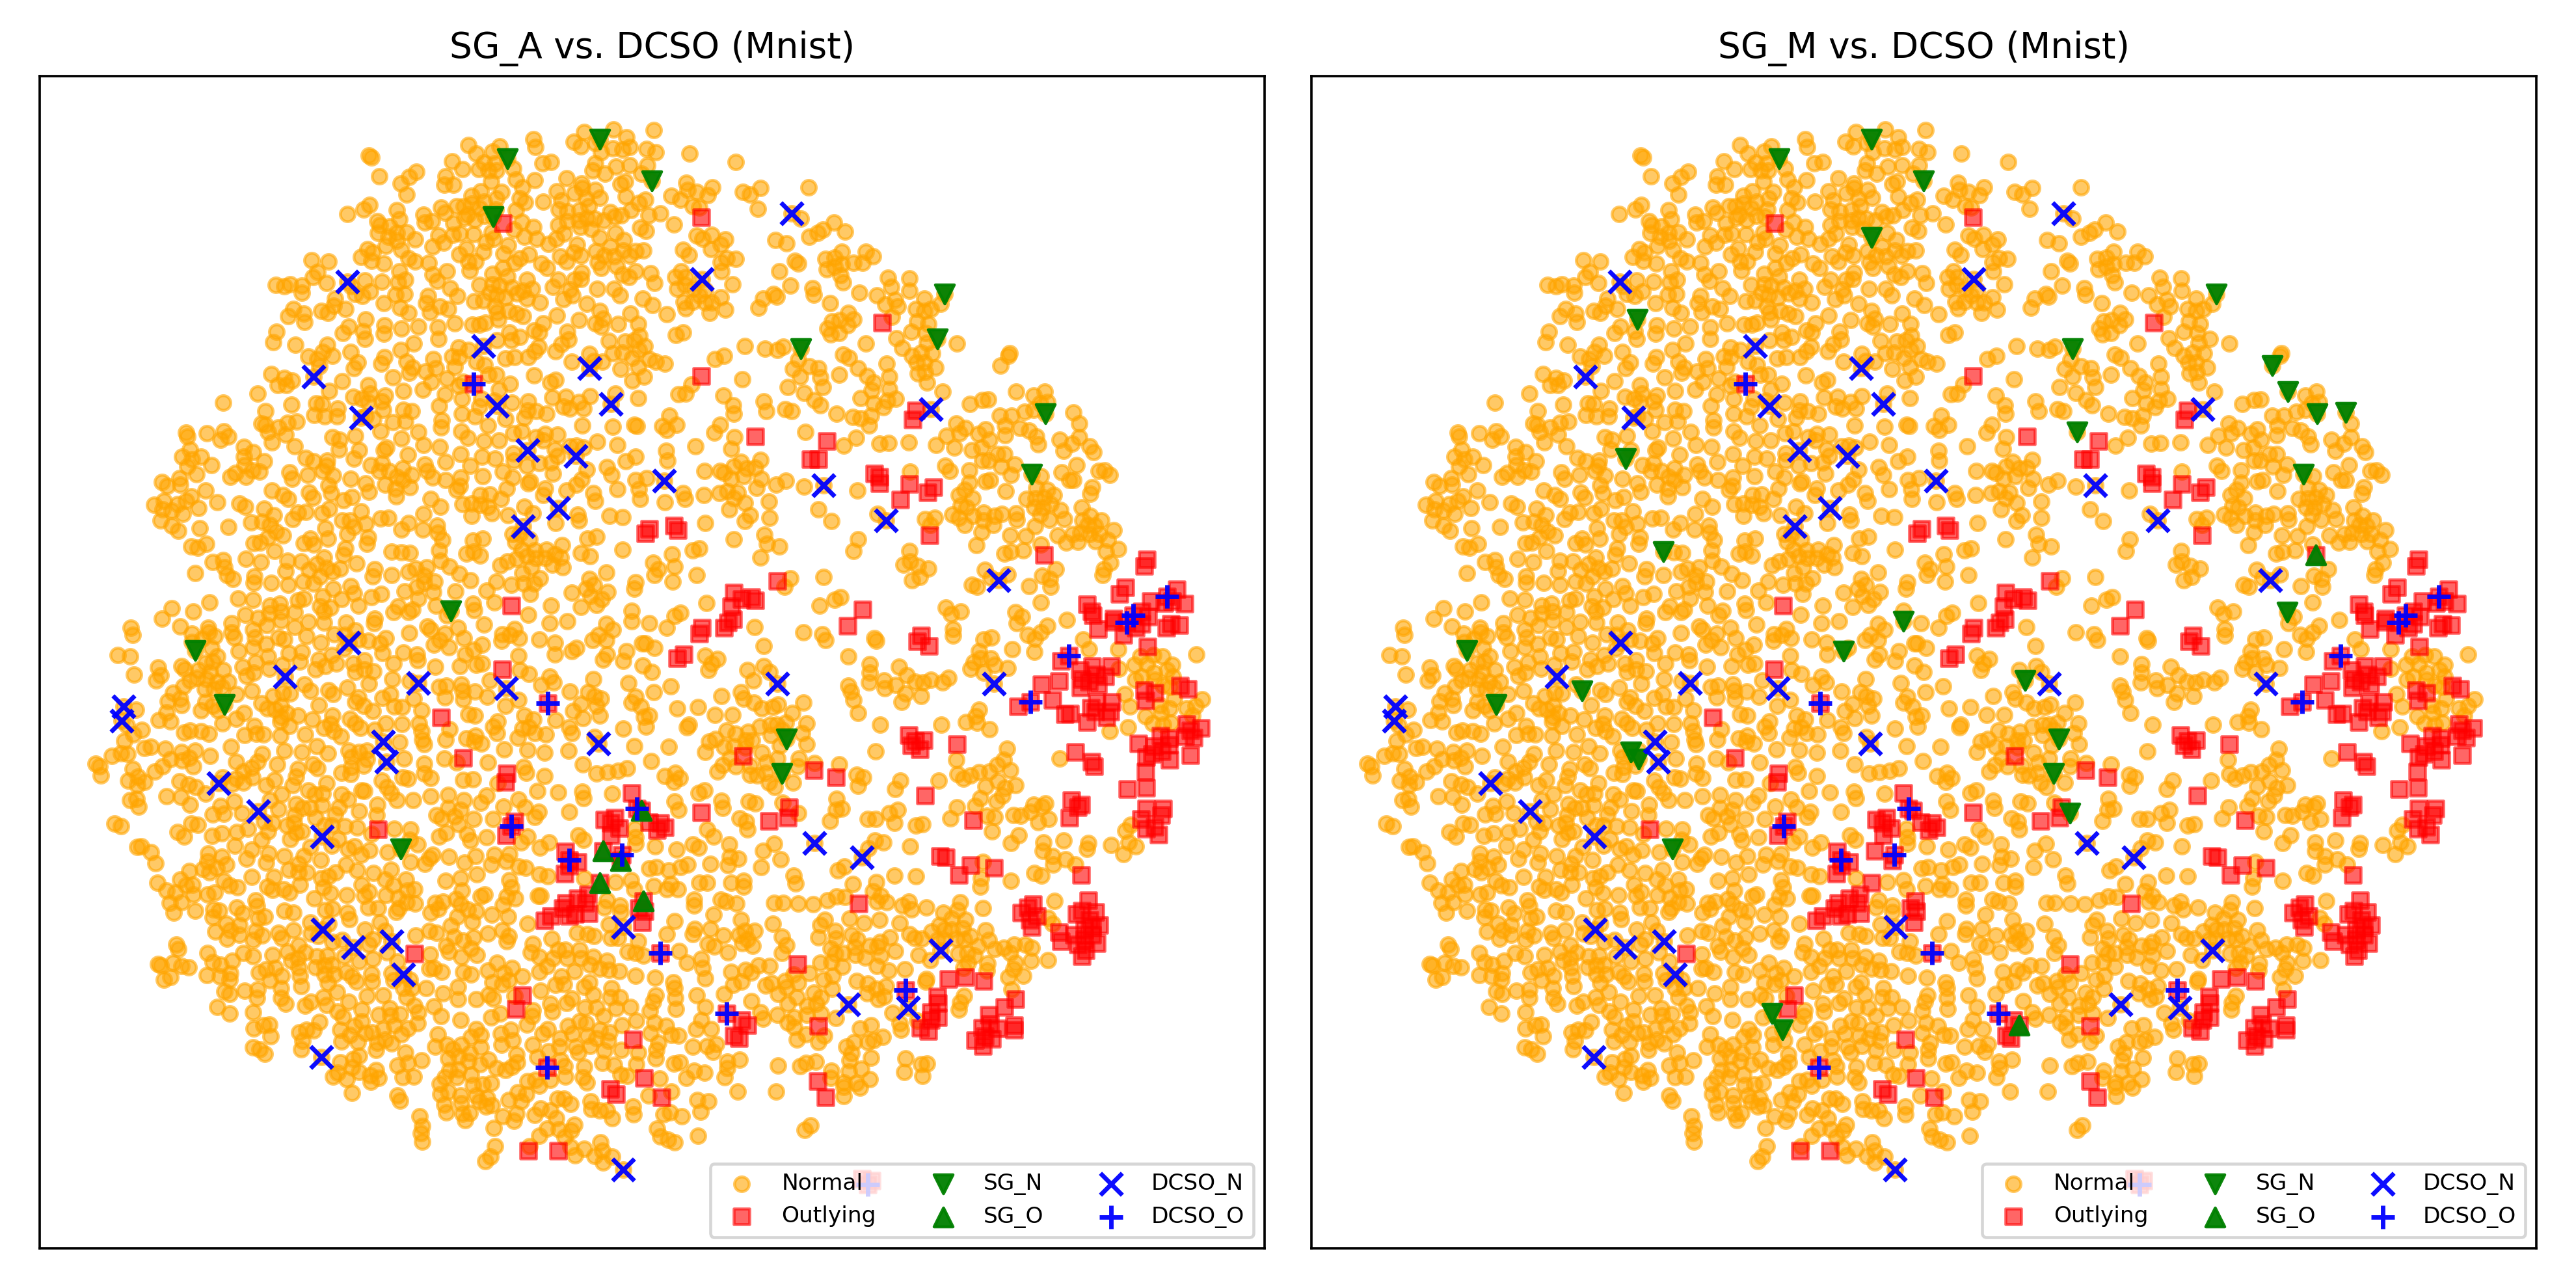 SG_A vs. DCSO (Mnist)
Normal SG_N DCSO_N
Outlying SG_O DCSO_O
SG_M vs. DCSO (Mnist)
Normal SG_N DCSO_N
Outlying SG_O DCSO_O